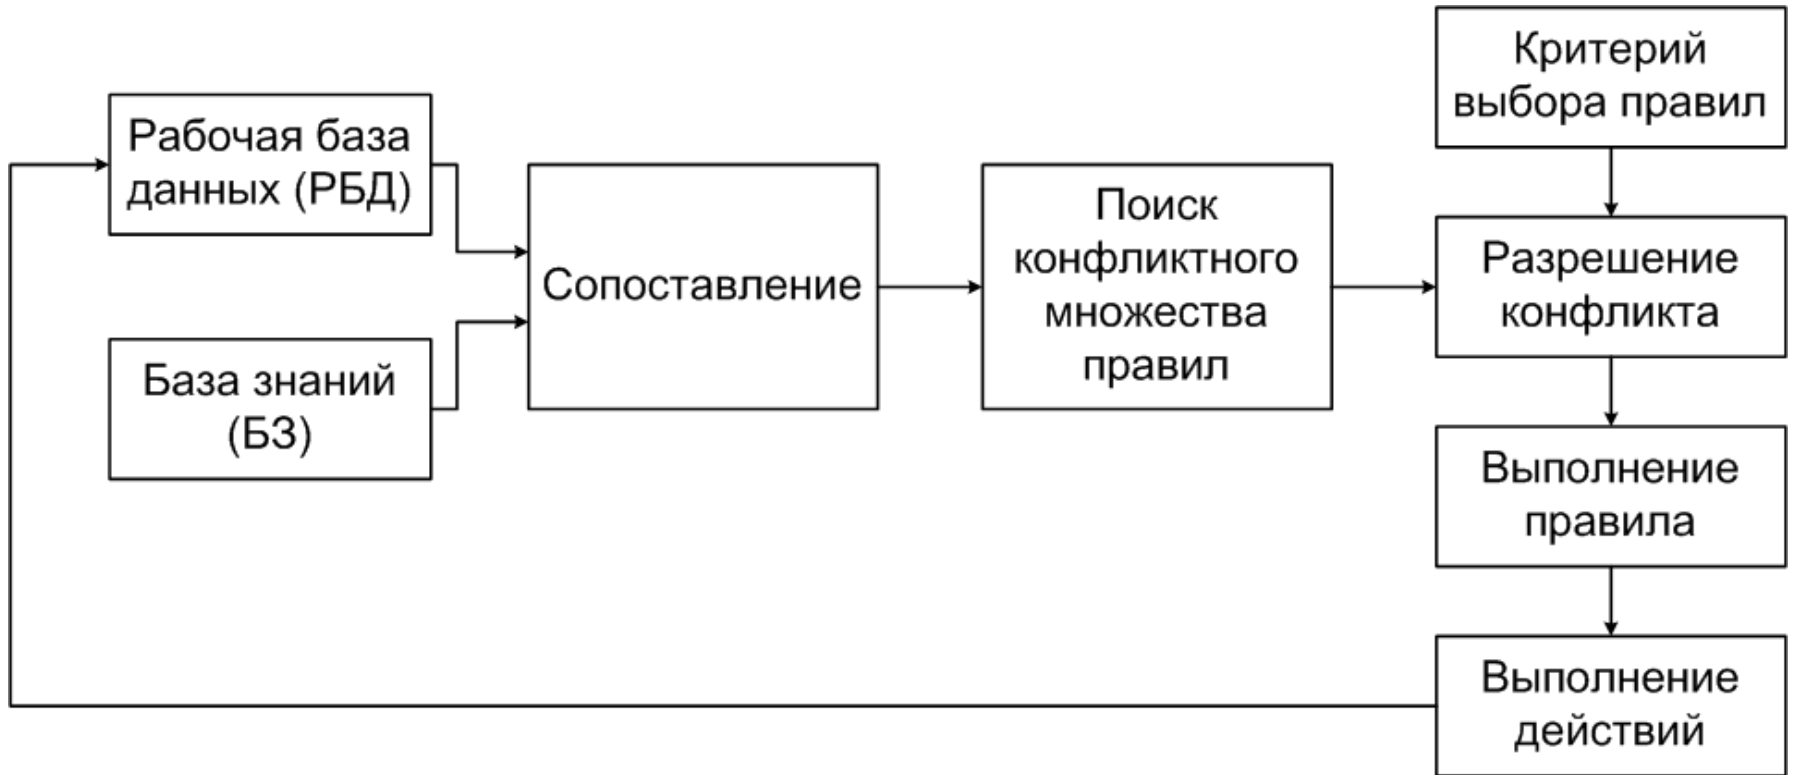 Рабочая база
данных (РБД)
База знаний
(БЗ)
Сопоставление
Поиск
конфликтного
множества
правил
Критерий
выбора правил
Разрешение
конфликта
Выполнение
правила
Выполнение
действий